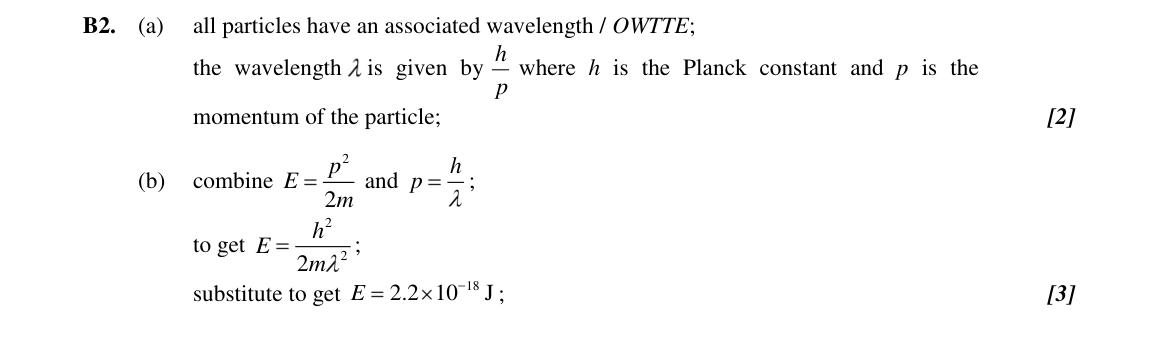 B2. (a) all particles have an associated wavelength / OWTTE;
the wavelength λ is given by h/p where h is the Planck constant and p is the
momentum of the particle; [2]
(b) combine E = p²/2m and p = h/λ;
to get E = h²/2mλ²;
substitute to get E = 2.2×10⁻¹⁸ J; [3]